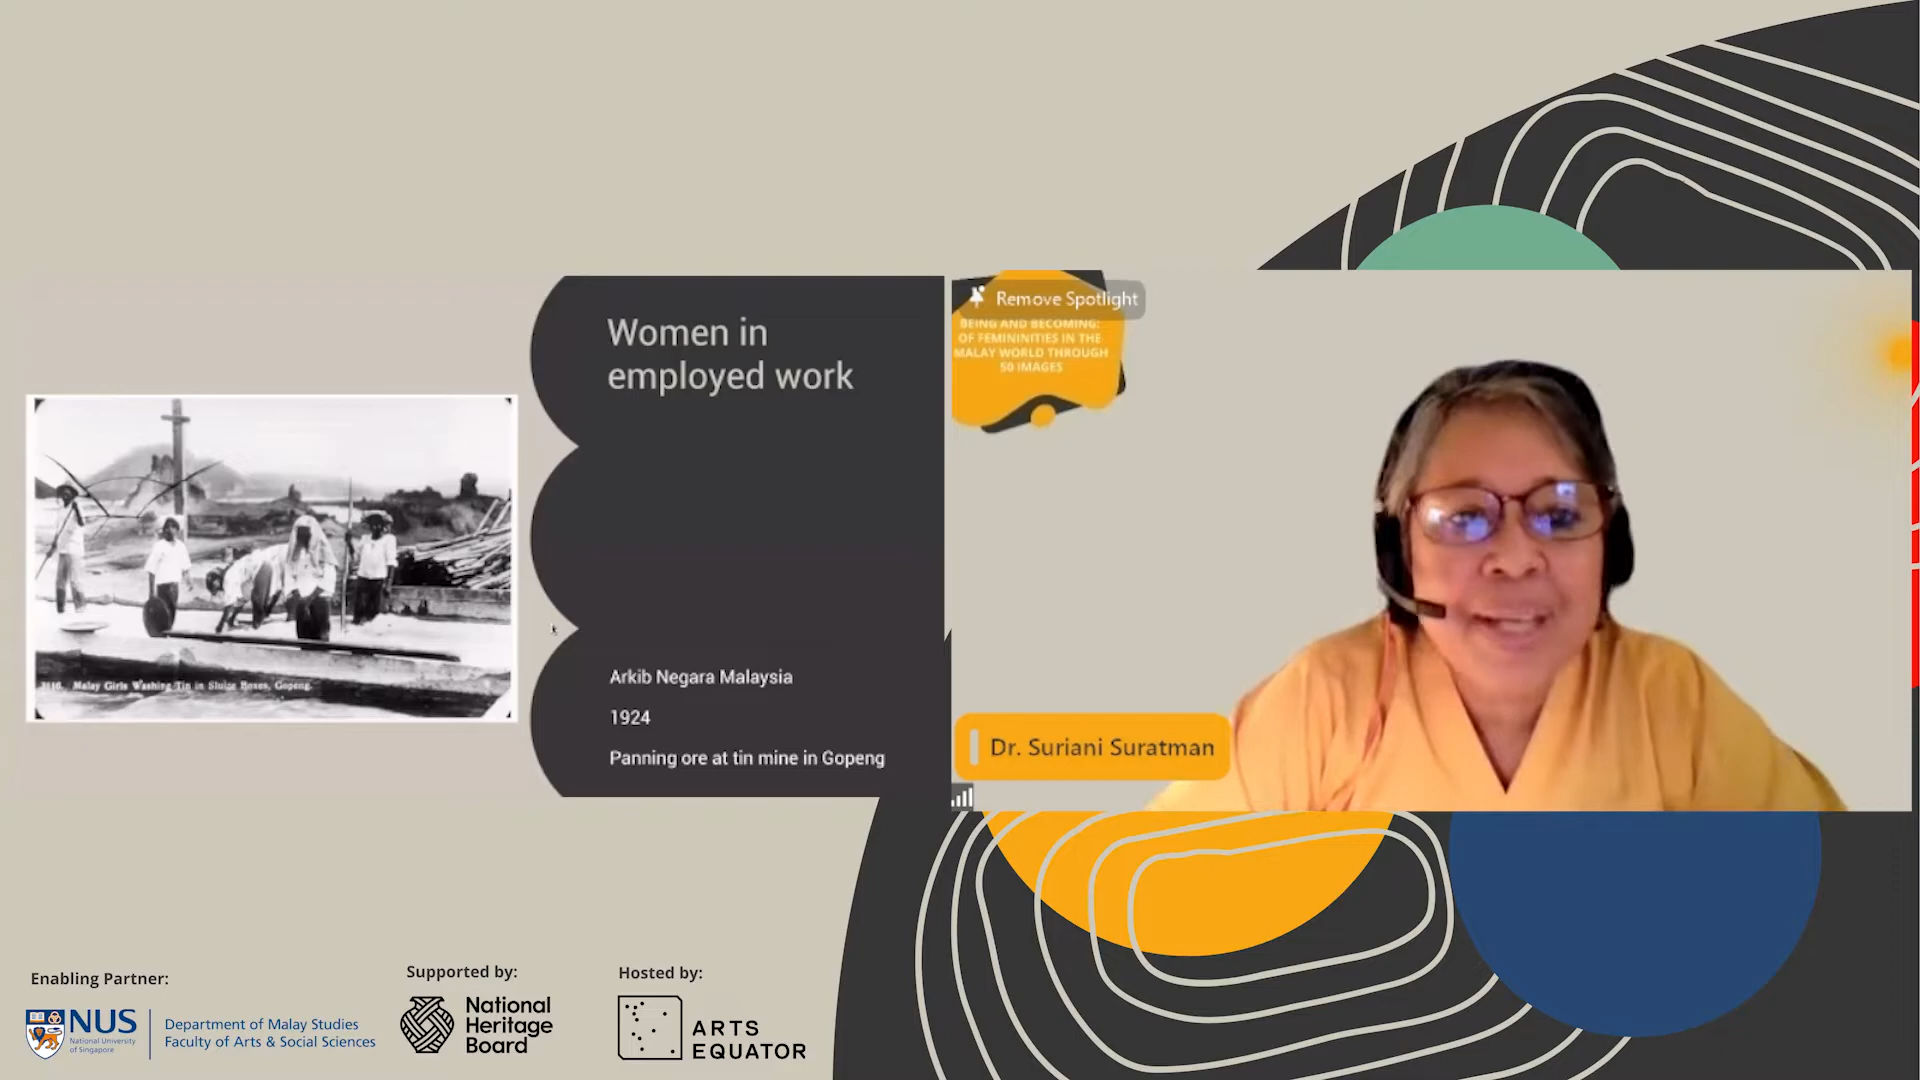 Women in
employed work
3116. Malay Girls Washing Tin in Sluice Boxes, Gopeng.
Arkib Negara Malaysia
1924
Panning ore at tin mine in Gopeng
Remove Spotlight
BEING AND BECOMING:
OF FEMININITIES IN THE
MALAY WORLD THROUGH
50 IMAGES
Dr. Suriani Suratman
Enabling Partner:
NUS
National University
of Singapore
Department of Malay Studies
Faculty of Arts & Social Sciences
Supported by:
National
Heritage
Board
Hosted by:
ARTS
EQUATOR